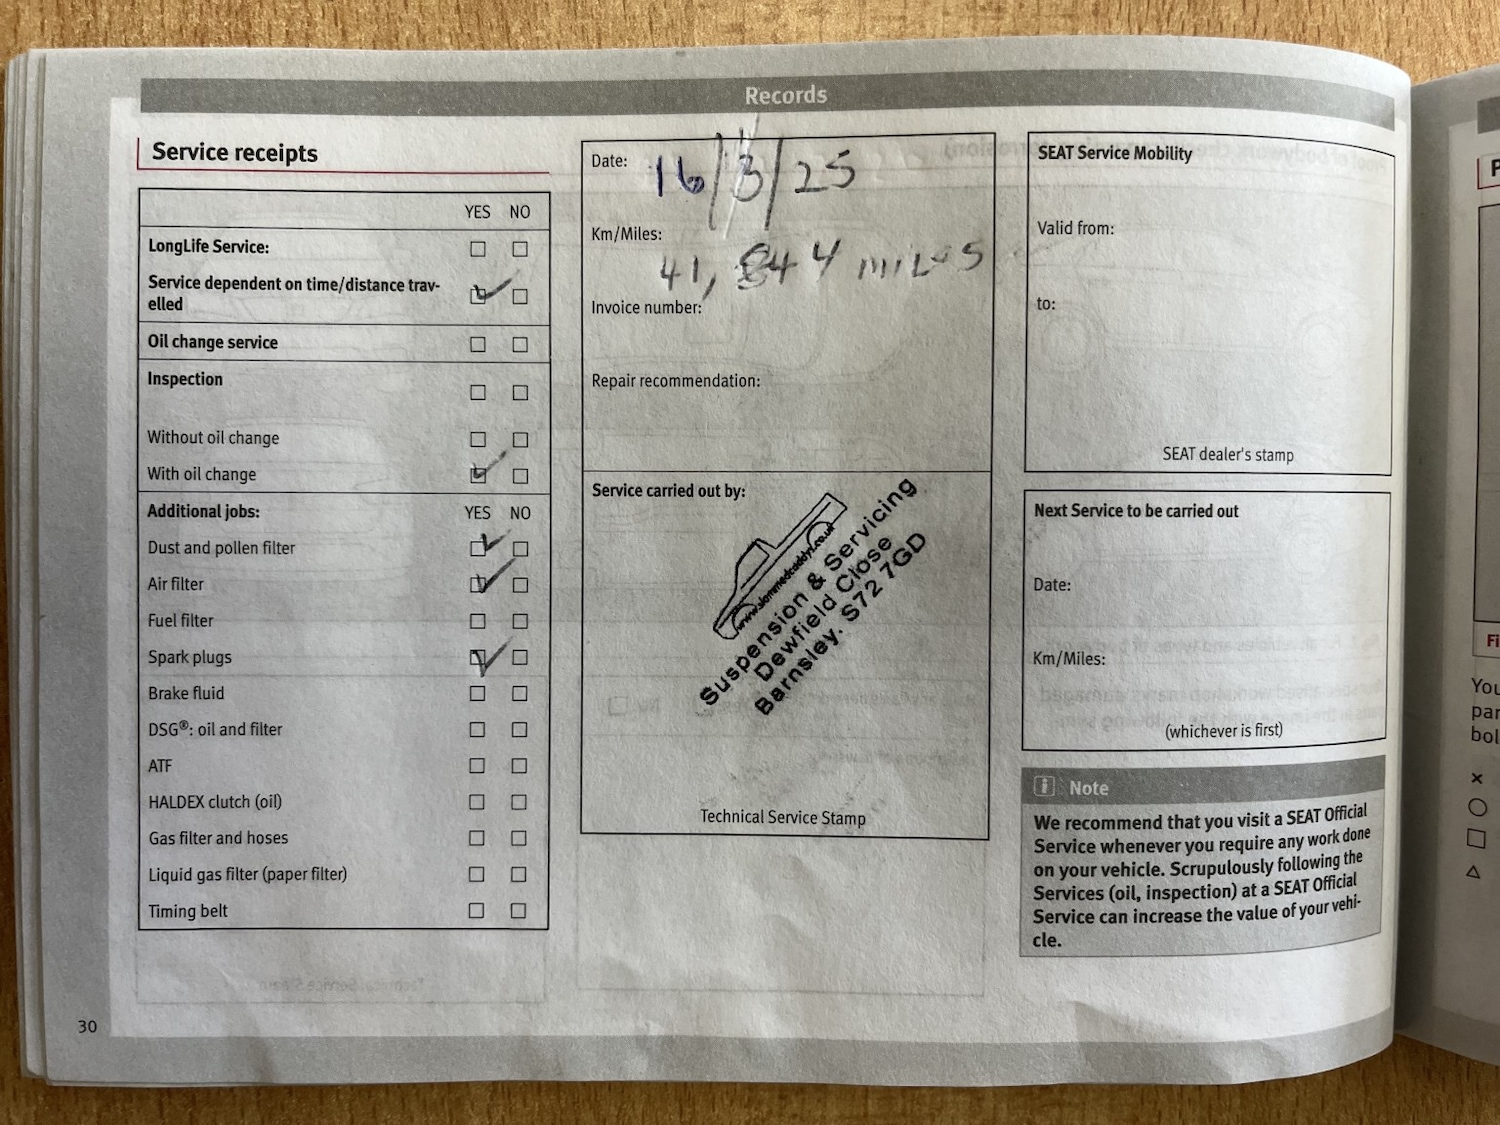 Records
Service receipts
YES NO
LongLife Service:
Service dependent on time/distance trav-
elled
Oil change service
Inspection
Without oil change
With oil change
Additional jobs: YES NO
Dust and pollen filter
Air filter
Fuel filter
Spark plugs
Brake fluid
DSG®: oil and filter
ATF
HALDEX clutch (oil)
Gas filter and hoses
Liquid gas filter (paper filter)
Timing belt
Date: 16/3/25
Km/Miles:
41, 844 miles
Invoice number:
Repair recommendation:
Service carried out by:
www.slammedcaddys.co.uk
Suspension & Servicing
Dewfield Close
Barnsley. S72 7GD
Technical Service Stamp
SEAT Service Mobility
Valid from:
to:
SEAT dealer's stamp
Next Service to be carried out
Date:
Km/Miles:
(whichever is first)
i Note
We recommend that you visit a SEAT Official
Service whenever you require any work done
on your vehicle. Scrupulously following the
Services (oil, inspection) at a SEAT Official
Service can increase the value of your vehi-
cle.
30